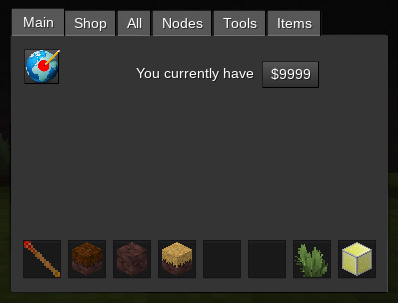 Main
Shop
All
Nodes
Tools
Items
You currently have $9999